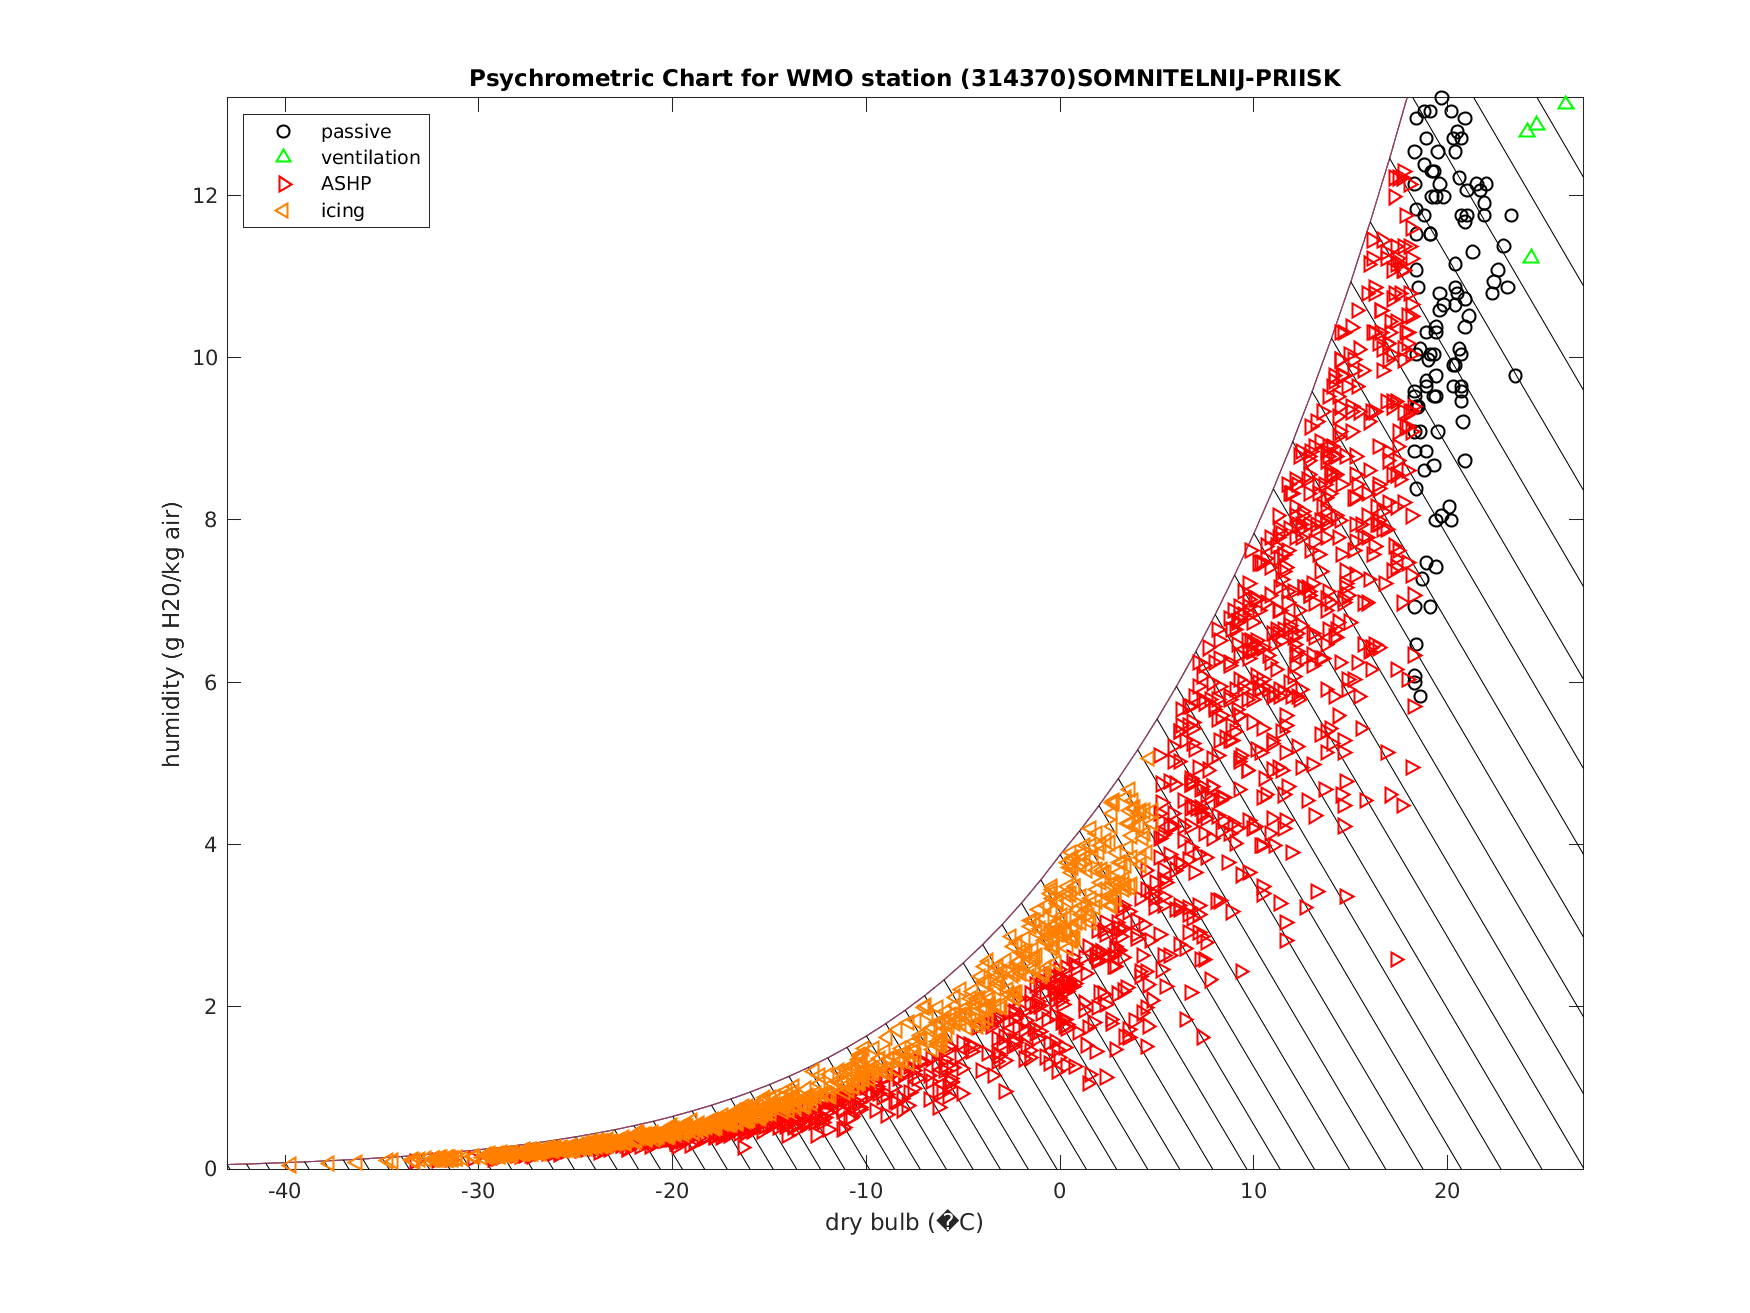 Psychrometric Chart for WMO station (314370)SOMNITELNIJ-PRIISK
passive
ventilation
ASHP
icing
humidity (g H20/kg air)
12
10
8
6
4
2
0
-40 -30 -20 -10 0 10 20
dry bulb (�C)